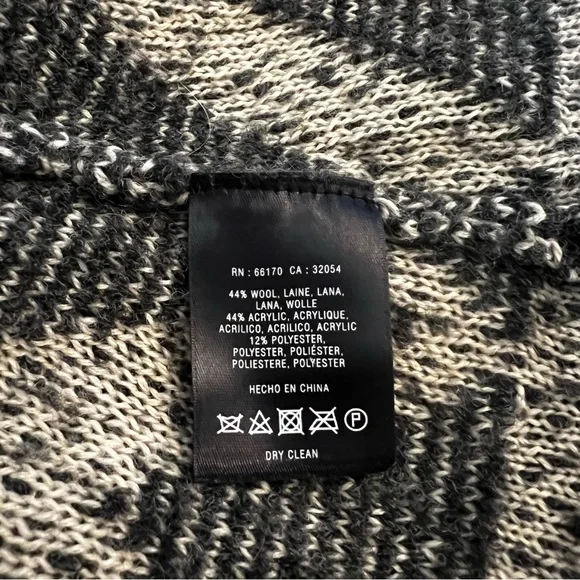 RN : 66170 CA : 32054
44% WOOL, LAINE, LANA,
LANA, WOLLE
44% ACRYLIC, ACRYLIQUE,
ACRILICO, ACRILICO, ACRYLIC
12% POLYESTER,
POLYESTER, POLIÉSTER,
POLIESTERE, POLYESTER
HECHO EN CHINA
P
DRY CLEAN